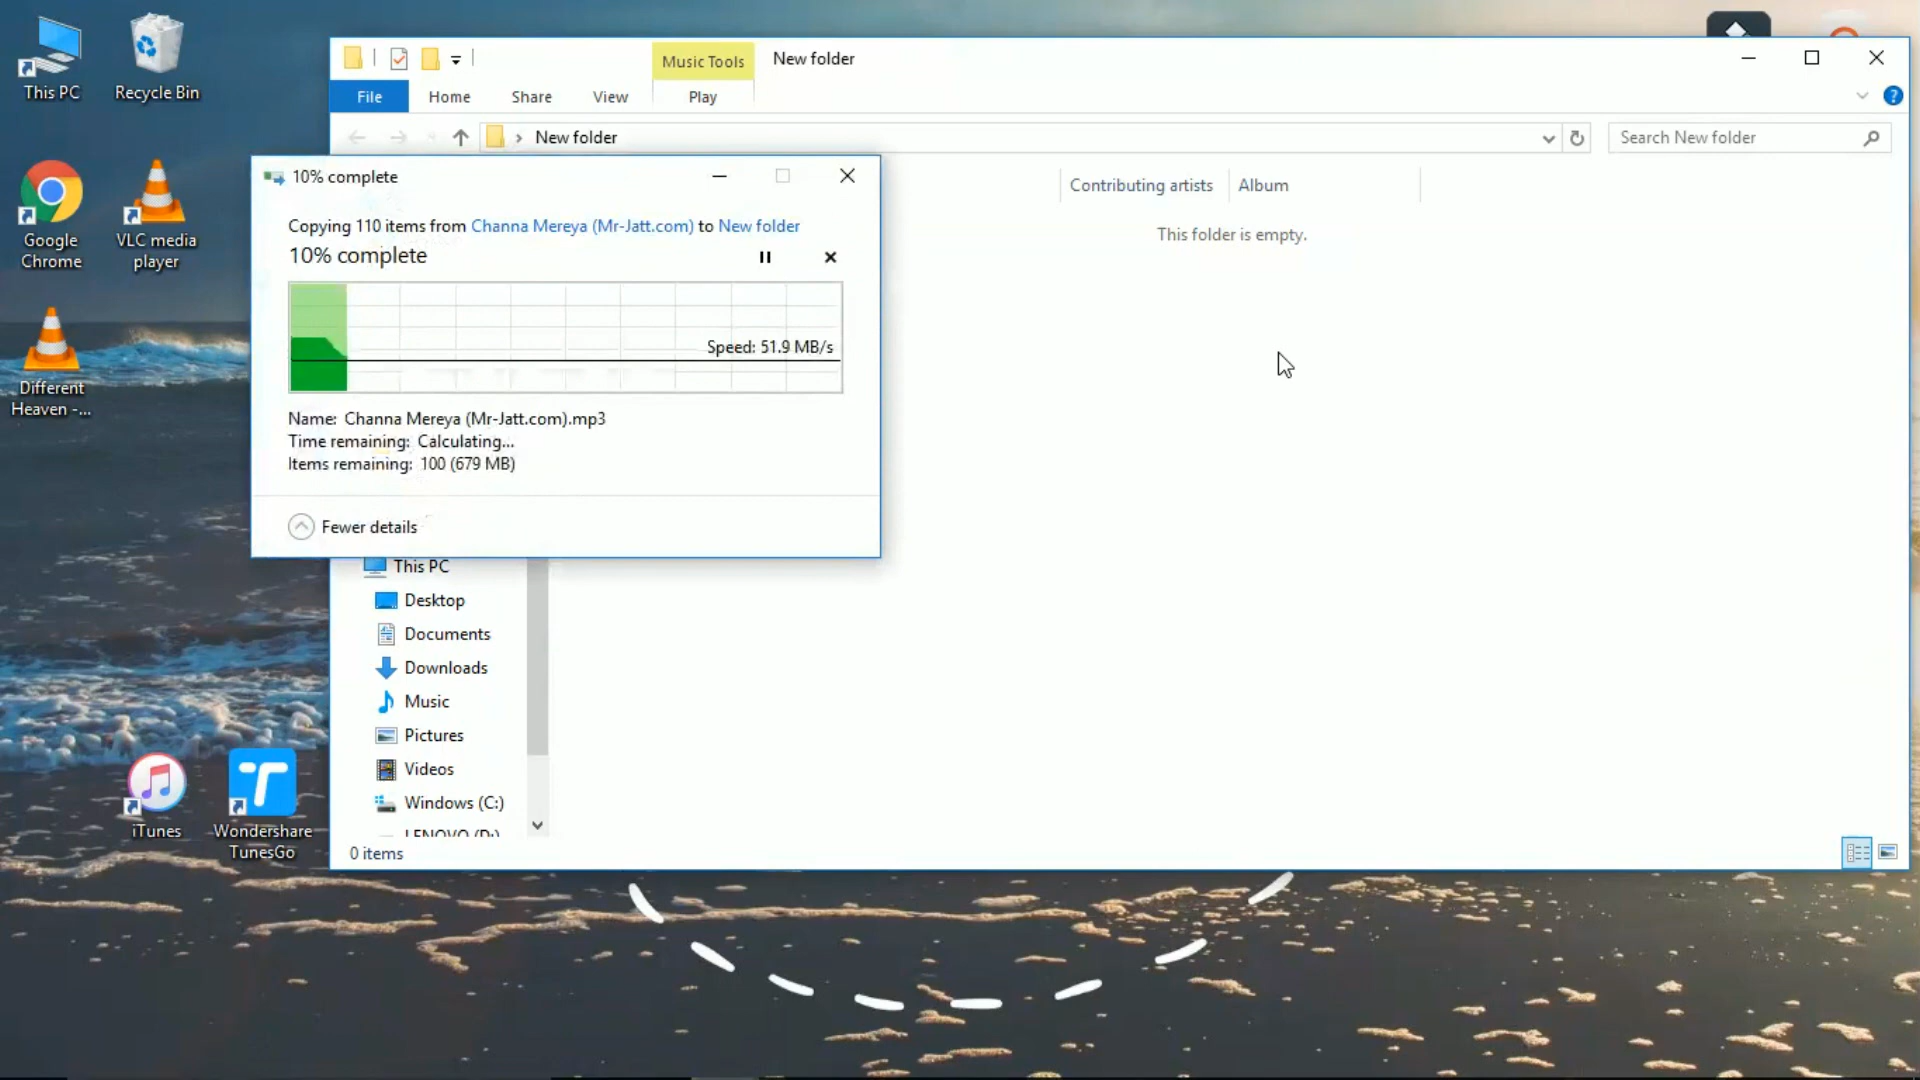 This PC
Recycle Bin
Google
Chrome
VLC media
player
Different
Heaven -...
iTunes
Wondershare
TunesGo
Music Tools
New folder
File
Home
Share
View
Play
New folder
Search New folder
10% complete
Copying 110 items from Channa Mereya (Mr-Jatt.com) to New folder
10% complete
Speed: 51.9 MB/s
Name: Channa Mereya (Mr-Jatt.com).mp3
Time remaining: Calculating...
Items remaining: 100 (679 MB)
Fewer details
Contributing artists
Album
This folder is empty.
This PC
Desktop
Documents
Downloads
Music
Pictures
Videos
Windows (C:)
LENOVO (D:)
0 items